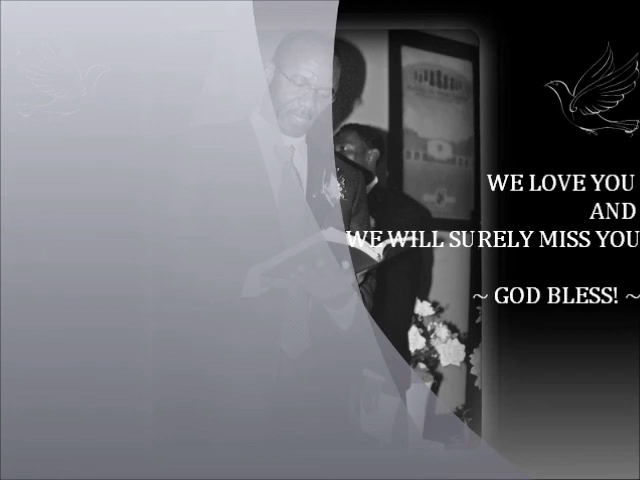 WE LOVE YOU
AND
WE WILL SURELY MISS YOU
~ GOD BLESS! ~